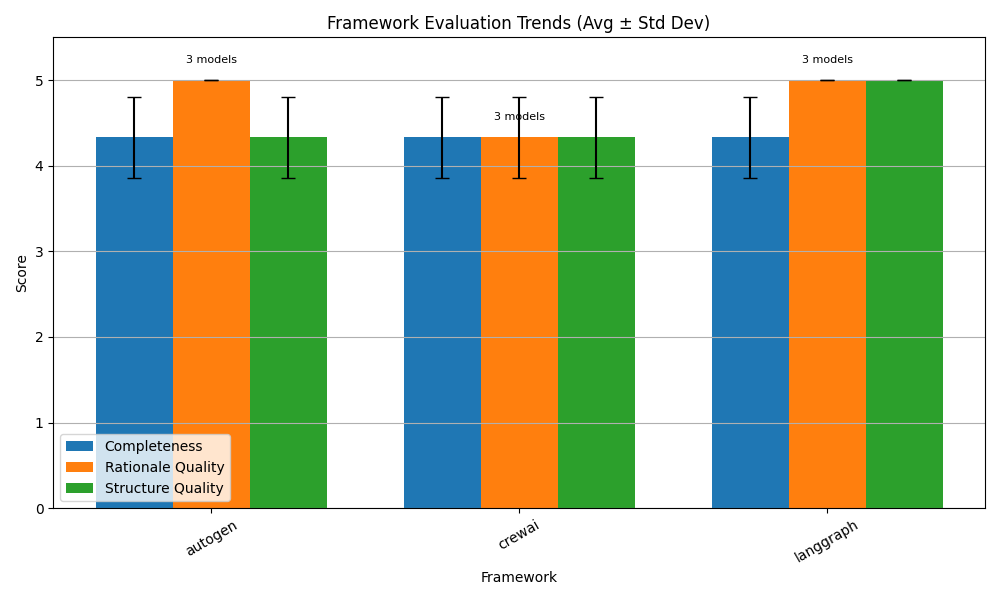 Framework Evaluation Trends (Avg ± Std Dev)
3 models
3 models
3 models
5
4
3
2
1
0
Score
Completeness
Rationale Quality
Structure Quality
autogen
crewai
langgraph
Framework